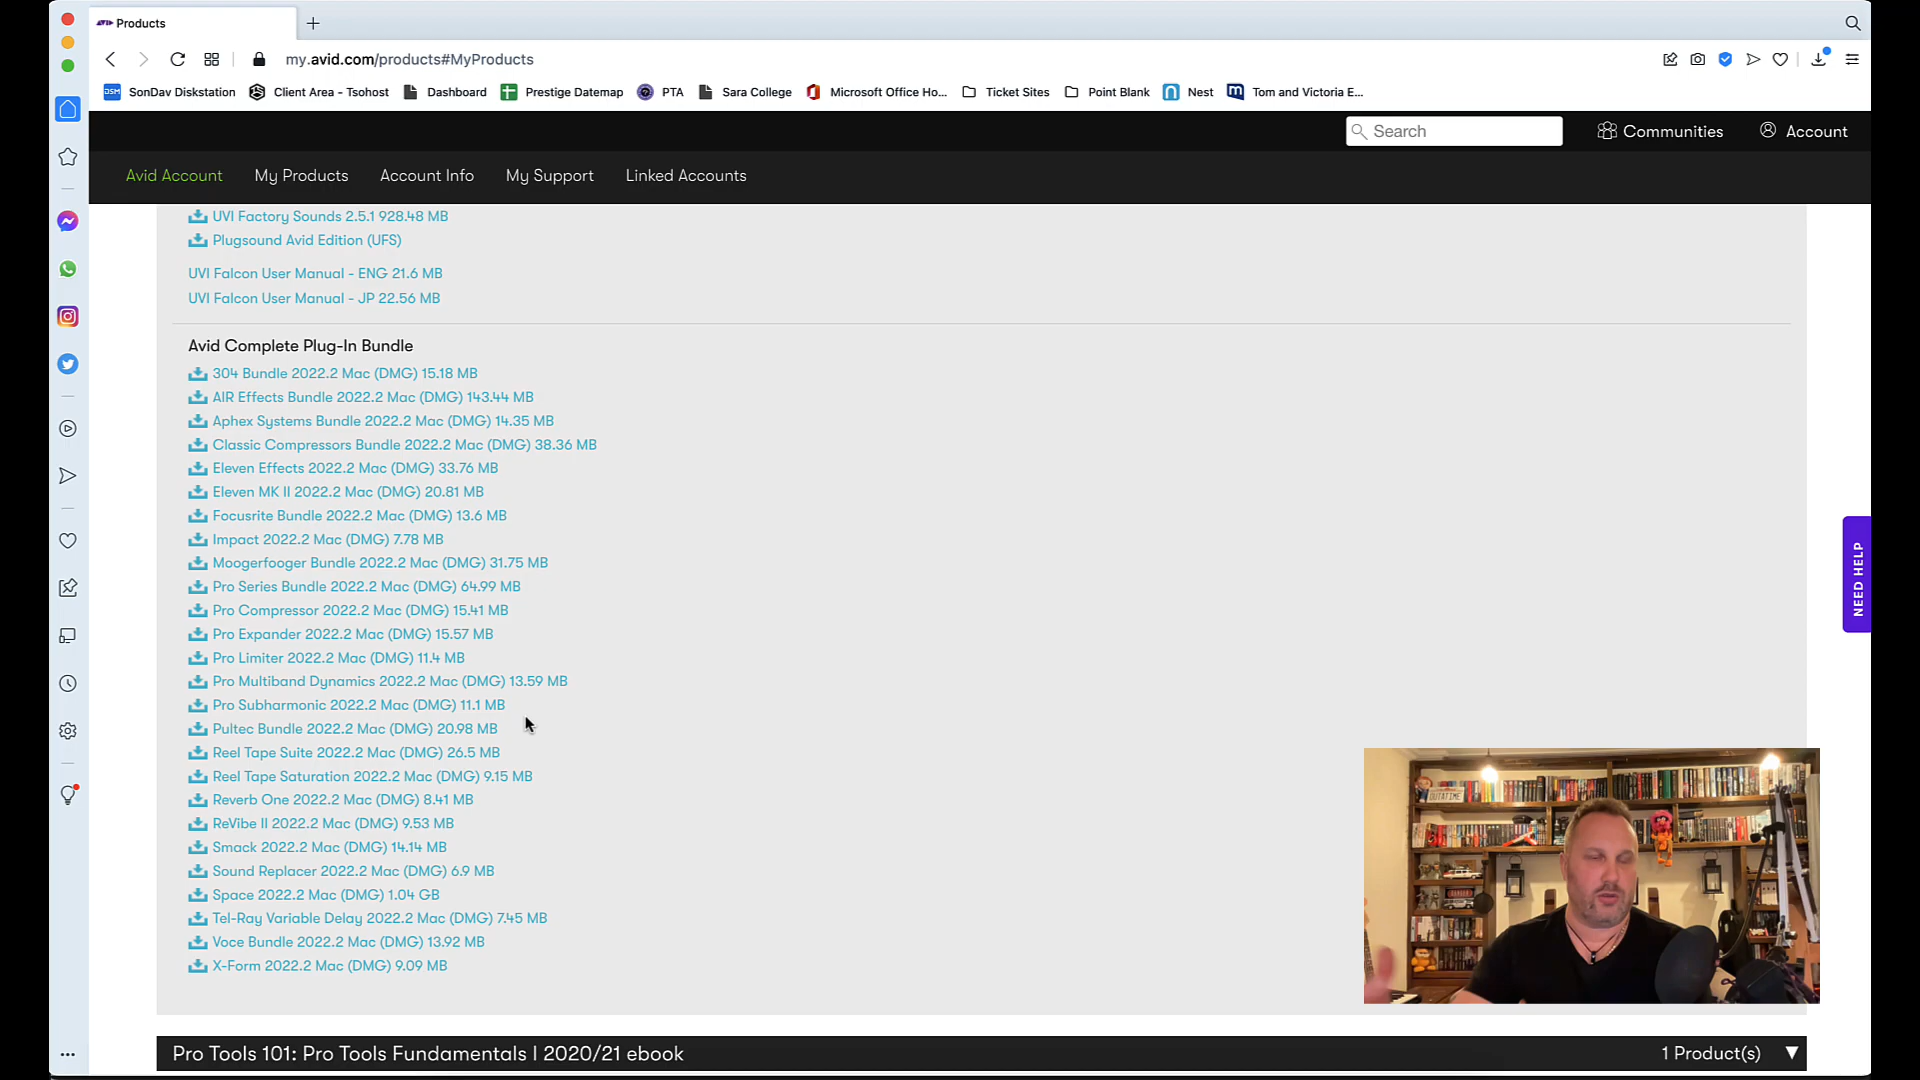 AVID Products
my.avid.com/products#MyProducts
DSM SonDav Diskstation Client Area - Tsohost Dashboard Prestige Datemap PTA Sara College Microsoft Office Ho... Ticket Sites Point Blank Nest Tom and Victoria E...
Search Communities Account
Avid Account My Products Account Info My Support Linked Accounts
UVI Factory Sounds 2.5.1 928.48 MB
Plugsound Avid Edition (UFS)
UVI Falcon User Manual - ENG 21.6 MB
UVI Falcon User Manual - JP 22.56 MB
Avid Complete Plug-In Bundle
304 Bundle 2022.2 Mac (DMG) 15.18 MB
AIR Effects Bundle 2022.2 Mac (DMG) 143.44 MB
Aphex Systems Bundle 2022.2 Mac (DMG) 14.35 MB
Classic Compressors Bundle 2022.2 Mac (DMG) 38.36 MB
Eleven Effects 2022.2 Mac (DMG) 33.76 MB
Eleven MK II 2022.2 Mac (DMG) 20.81 MB
Focusrite Bundle 2022.2 Mac (DMG) 13.6 MB
Impact 2022.2 Mac (DMG) 7.78 MB
Moogerfooger Bundle 2022.2 Mac (DMG) 31.75 MB
Pro Series Bundle 2022.2 Mac (DMG) 64.99 MB
Pro Compressor 2022.2 Mac (DMG) 15.41 MB
Pro Expander 2022.2 Mac (DMG) 15.57 MB
Pro Limiter 2022.2 Mac (DMG) 11.4 MB
Pro Multiband Dynamics 2022.2 Mac (DMG) 13.59 MB
Pro Subharmonic 2022.2 Mac (DMG) 11.1 MB
Pultec Bundle 2022.2 Mac (DMG) 20.98 MB
Reel Tape Suite 2022.2 Mac (DMG) 26.5 MB
Reel Tape Saturation 2022.2 Mac (DMG) 9.15 MB
Reverb One 2022.2 Mac (DMG) 8.41 MB
ReVibe II 2022.2 Mac (DMG) 9.53 MB
Smack 2022.2 Mac (DMG) 14.14 MB
Sound Replacer 2022.2 Mac (DMG) 6.9 MB
Space 2022.2 Mac (DMG) 1.04 GB
Tel-Ray Variable Delay 2022.2 Mac (DMG) 7.45 MB
Voce Bundle 2022.2 Mac (DMG) 13.92 MB
X-Form 2022.2 Mac (DMG) 9.09 MB
NEED HELP
OUTATIME
Pro Tools 101: Pro Tools Fundamentals I 2020/21 ebook 1 Product(s)